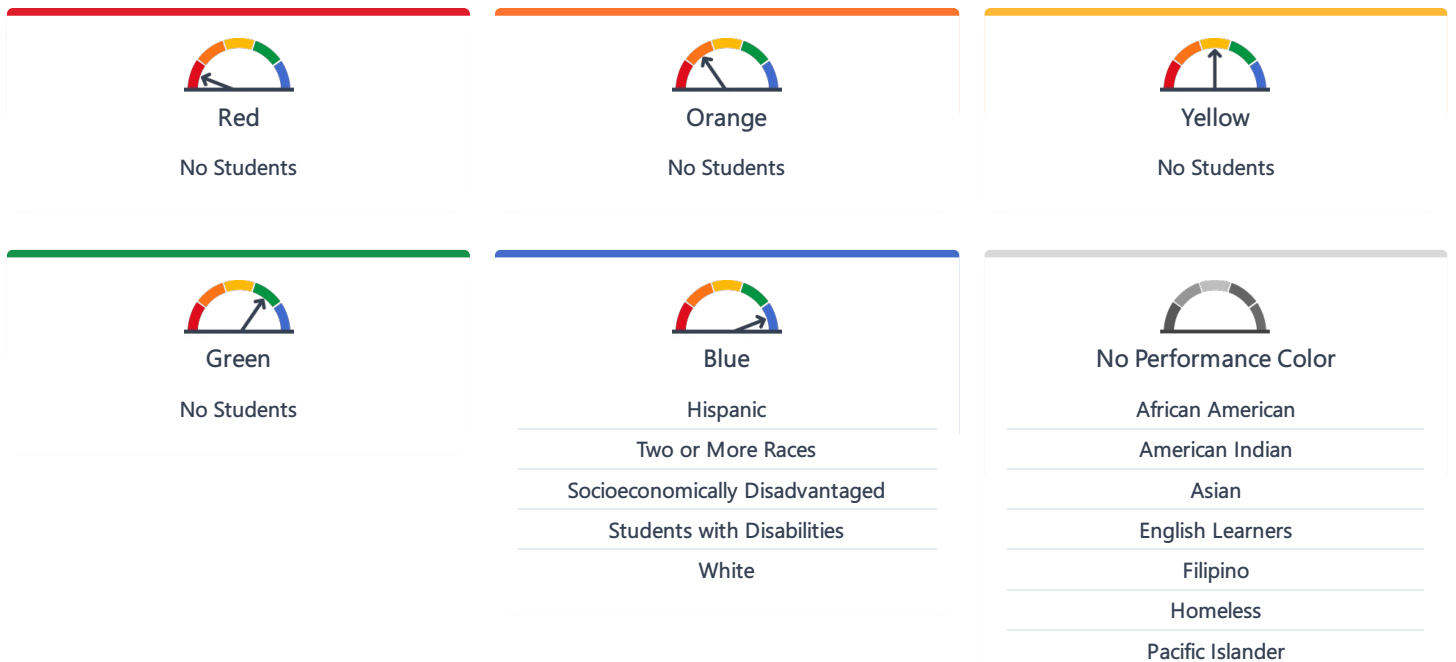 Red
No Students
Orange
No Students
Yellow
No Students
Green
No Students
Blue
Hispanic
Two or More Races
Socioeconomically Disadvantaged
Students with Disabilities
White
No Performance Color
African American
American Indian
Asian
English Learners
Filipino
Homeless
Pacific Islander